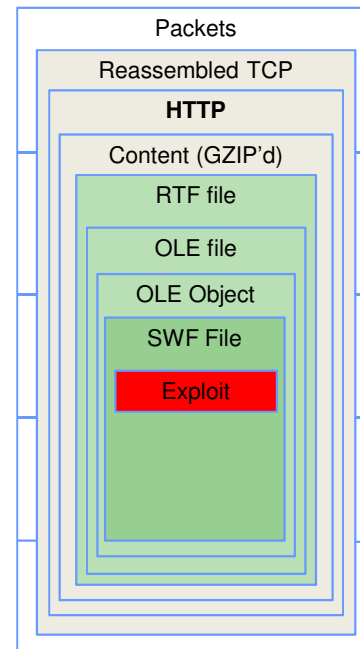 Packets
Reassembled TCP
HTTP
Content (GZIP'd)
RTF file
OLE file
OLE Object
SWF File
Exploit